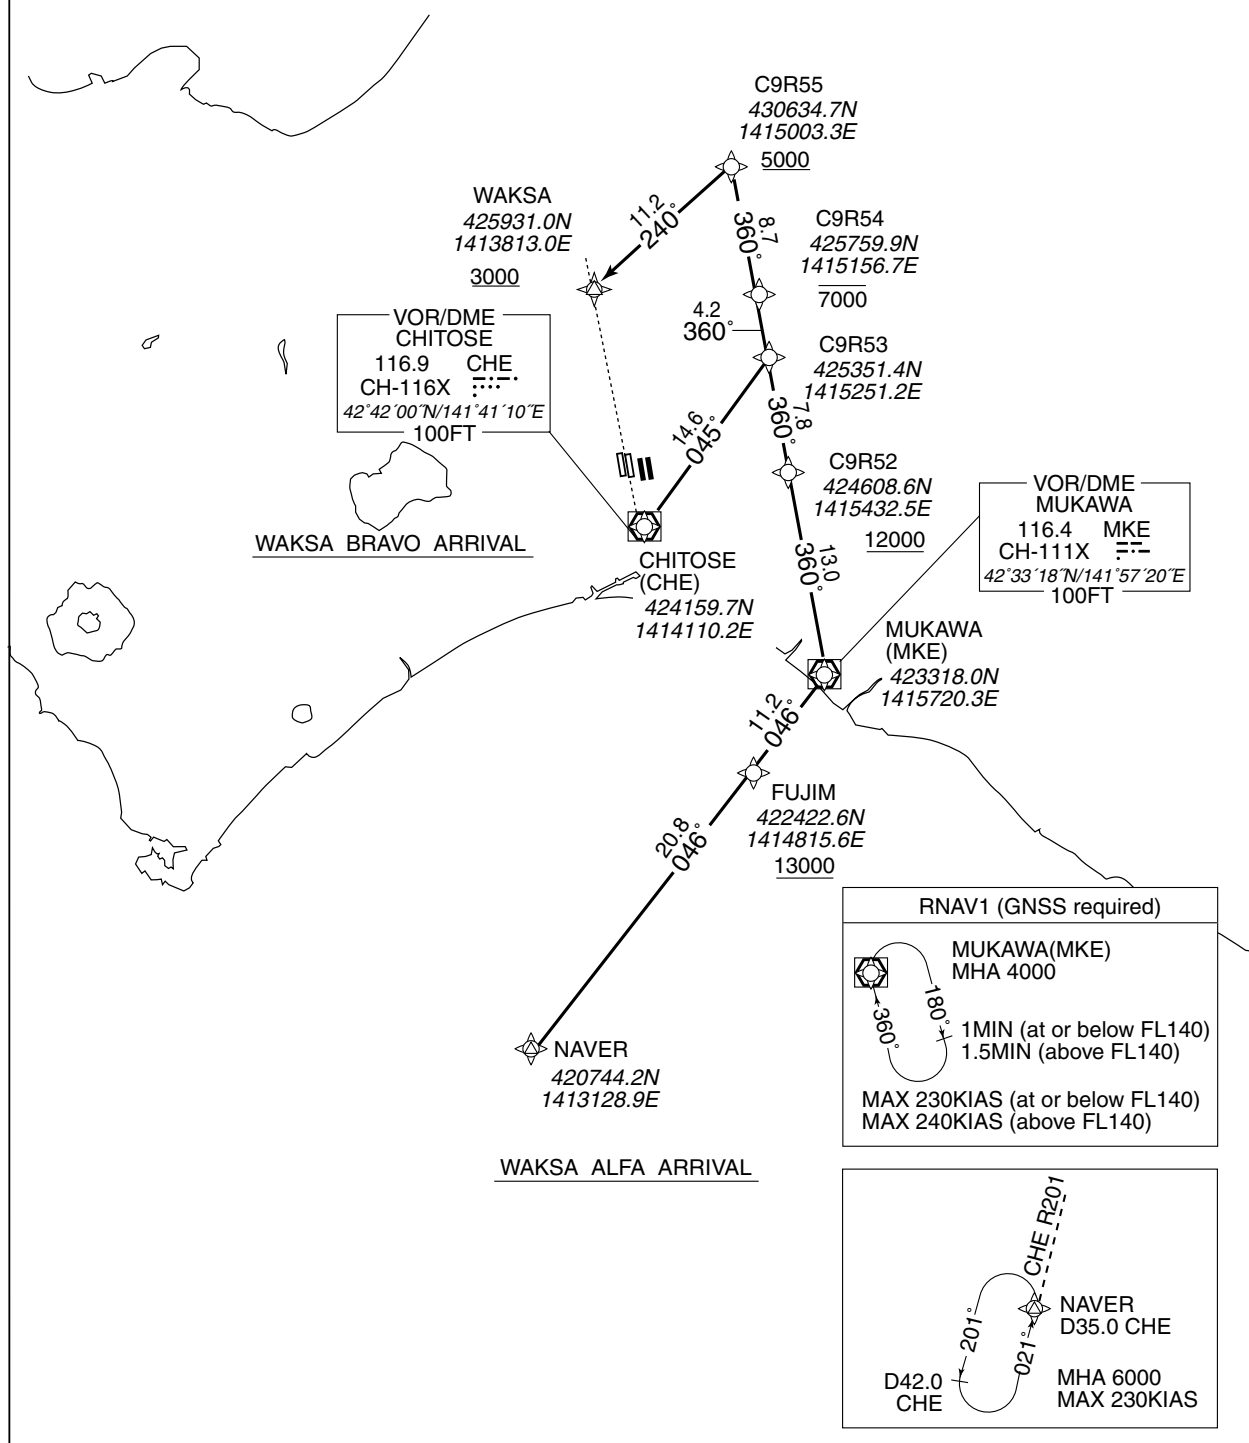 C9R55
430634.7N
1415003.3E
5000
WAKSA
425931.0N
1413813.0E
3000
11.2
240°
8.7
360°
C9R54
425759.9N
1415156.7E
7000
4.2
360°
C9R53
425351.4N
1415251.2E
VOR/DME
CHITOSE
116.9 CHE
CH-116X
42°42´00˝N/141°41´10˝E
100FT
14.6
045°
7.8
360°
C9R52
424608.6N
1415432.5E
12000
VOR/DME
MUKAWA
116.4 MKE
CH-111X
42°33´18˝N/141°57´20˝E
100FT
WAKSA BRAVO ARRIVAL
CHITOSE
(CHE)
424159.7N
1414110.2E
13.0
360°
MUKAWA
(MKE)
423318.0N
1415720.3E
11.2
046°
FUJIM
422422.6N
1414815.6E
13000
20.8
046°
NAVER
420744.2N
1413128.9E
WAKSA ALFA ARRIVAL
RNAV1 (GNSS required)
MUKAWA(MKE)
MHA 4000
180°
360°
1MIN (at or below FL140)
1.5MIN (above FL140)
MAX 230KIAS (at or below FL140)
MAX 240KIAS (above FL140)
CHE R201
NAVER
D35.0 CHE
201°
021°
D42.0
CHE
MHA 6000
MAX 230KIAS